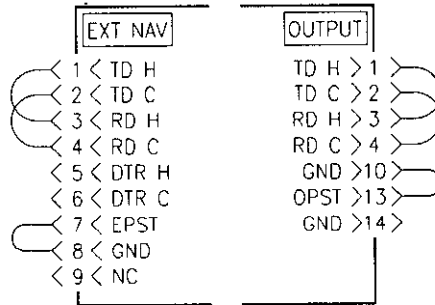 EXT NAV OUTPUT
1 < TD H TD H > 1
2 < TD C TD C > 2
3 < RD H RD H > 3
4 < RD C RD C > 4
5 < DTR H GND > 10
6 < DTR C OPST > 13
7 < EPST GND > 14
8 < GND
9 < NC